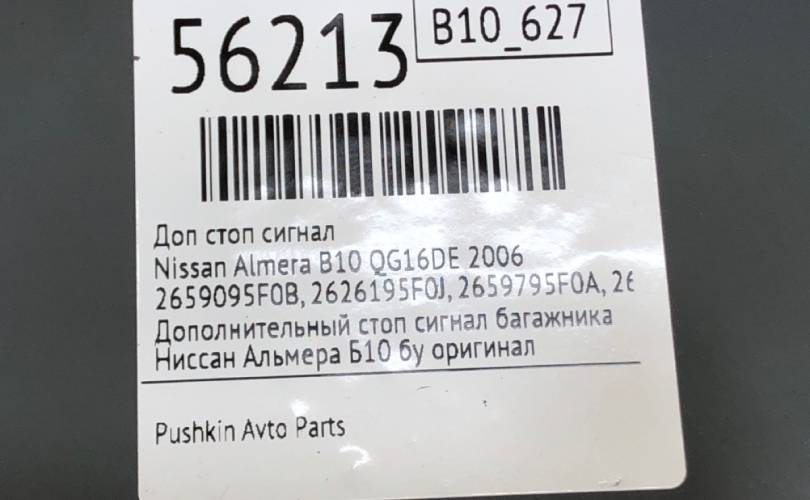 56213
B10_627
Доп стоп сигнал
Nissan Almera B10 QG16DE 2006
2659095F0B, 2626195F0J, 2659795F0A, 26
Дополнительный стоп сигнал багажника
Ниссан Альмера Б10 бу оригинал
Pushkin Avto Parts